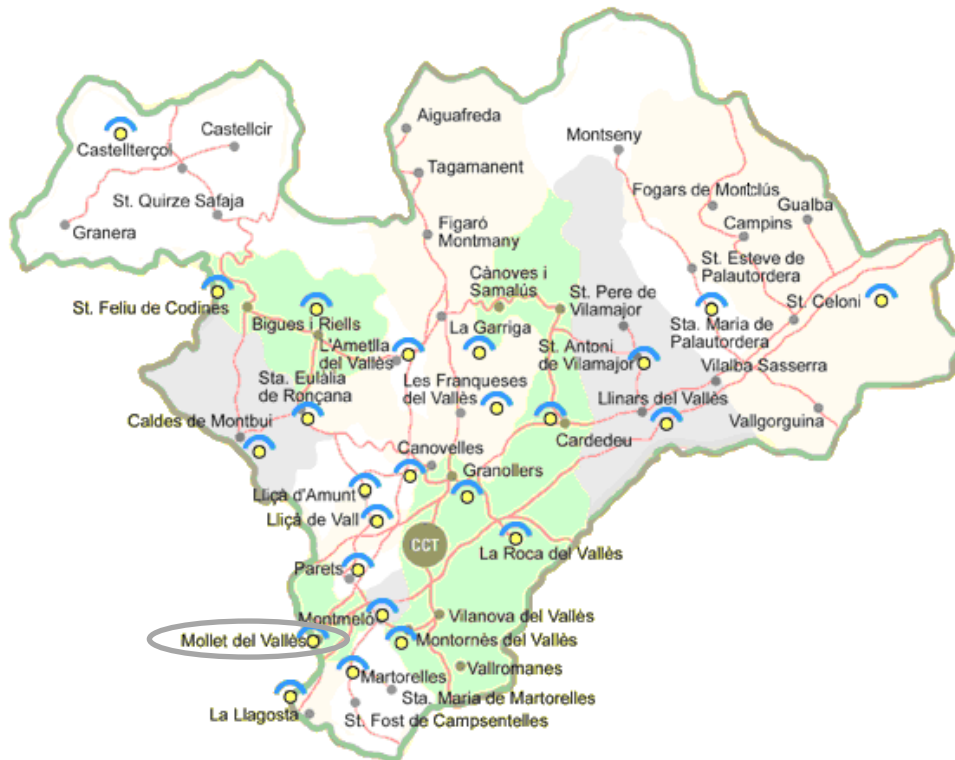 Aiguafreda
Castellcir
Montseny
Castellterçol
Tagamanent
Fogars de Montclús
St. Quirze Safaja
Gualba
Granera
Figaró
Montmany
Campins
St. Esteve de
Palautordera
Cànoves i
Samalús
St. Pere de
Vilamajor
St. Celoni
St. Feliu de Codines
Bigues i Riells
La Garriga
Sta. Maria de
Palautordera
L'Ametlla
del Vallès
St. Antoni
de Vilamajor
Vilalba Sasserra
Sta. Eulàlia
de Ronçana
Les Franqueses
del Vallès
Llinars del Vallès
Caldes de Montbui
Vallgorguina
Cardedeu
Canovelles
Granollers
Lliçà d'Amunt
Lliçà de Vall
CCT
La Roca del Vallès
Parets
Montmeló
Vilanova del Vallès
Mollet del Vallès
Montornès del Vallès
Vallromanes
Martorelles
Sta. Maria de Martorelles
La Llagosta
St. Fost de Campsentelles